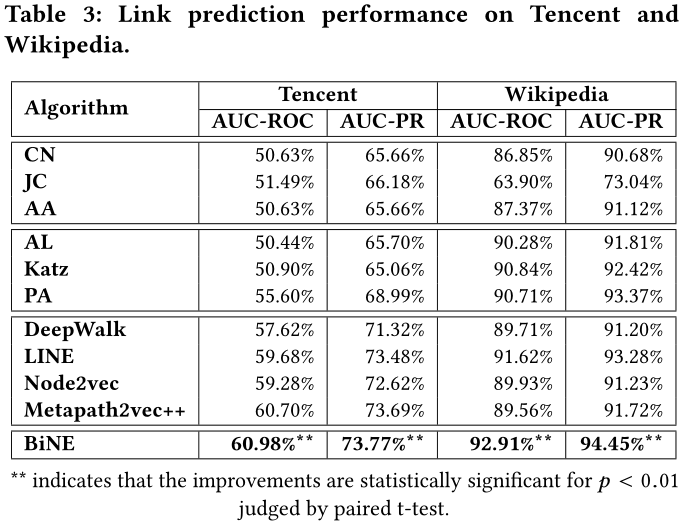 Table 3: Link prediction performance on Tencent and
Wikipedia.
Algorithm Tencent Wikipedia
AUC-ROC AUC-PR AUC-ROC AUC-PR
CN 50.63% 65.66% 86.85% 90.68%
JC 51.49% 66.18% 63.90% 73.04%
AA 50.63% 65.66% 87.37% 91.12%
AL 50.44% 65.70% 90.28% 91.81%
Katz 50.90% 65.06% 90.84% 92.42%
PA 55.60% 68.99% 90.71% 93.37%
DeepWalk 57.62% 71.32% 89.71% 91.20%
LINE 59.68% 73.48% 91.62% 93.28%
Node2vec 59.28% 72.62% 89.93% 91.23%
Metapath2vec++ 60.70% 73.69% 89.56% 91.72%
BiNE 60.98%** 73.77%** 92.91%** 94.45%**
** indicates that the improvements are statistically significant for p < 0.01
judged by paired t-test.